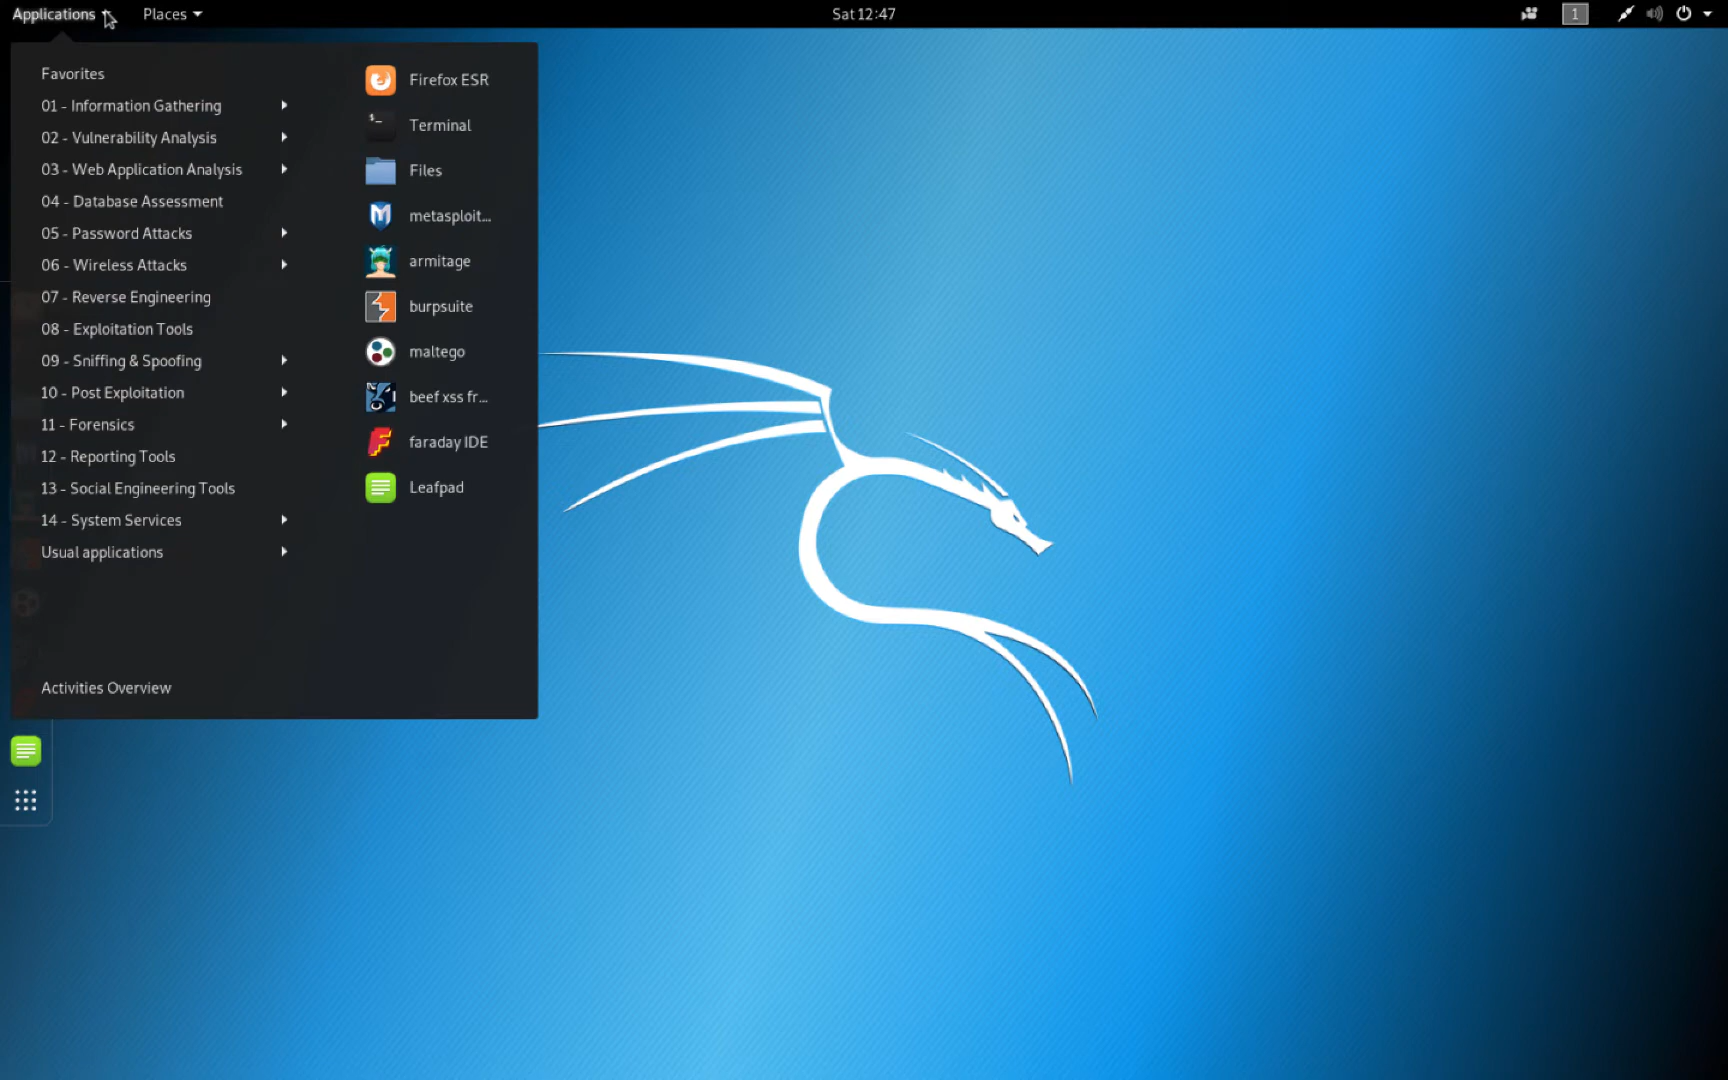 Applications Places Sat 12:47 1
Favorites
01 - Information Gathering
02 - Vulnerability Analysis
03 - Web Application Analysis
04 - Database Assessment
05 - Password Attacks
06 - Wireless Attacks
07 - Reverse Engineering
08 - Exploitation Tools
09 - Sniffing & Spoofing
10 - Post Exploitation
11 - Forensics
12 - Reporting Tools
13 - Social Engineering Tools
14 - System Services
Usual applications
Activities Overview
Firefox ESR
Terminal
Files
metasploit...
armitage
burpsuite
maltego
beef xss fr...
faraday IDE
Leafpad